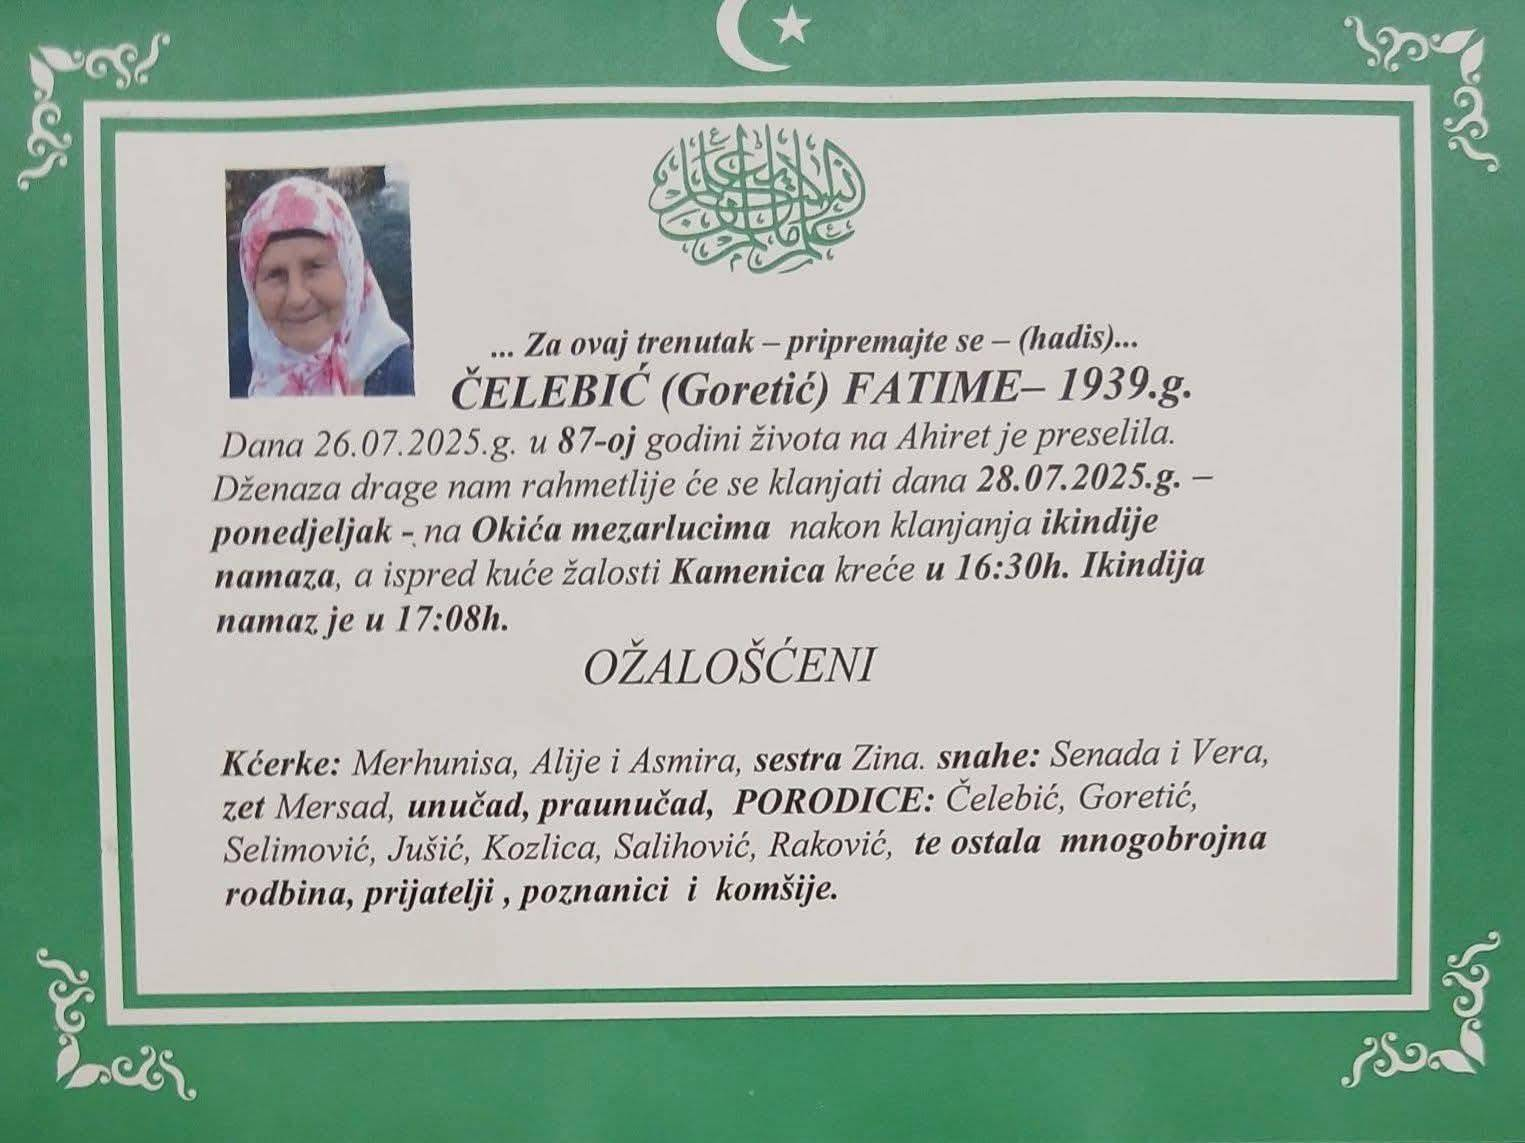 ... Za ovaj trenutak – pripremajte se – (hadis)...
ČELEBIĆ (Goretić) FATIME– 1939.g.
Dana 26.07.2025.g. u 87-oj godini života na Ahiret je preselila.
Dženaza drage nam rahmetlije će se klanjati dana 28.07.2025.g. –
ponedjeljak - na Okića mezarlucima nakon klanjanja ikindije
namaza, a ispred kuće žalosti Kamenica kreće u 16:30h. Ikindija
namaz je u 17:08h.
OŽALOŠĆENI
Kćerke: Merhunisa, Alije i Asmira, sestra Zina. snahe: Senada i Vera,
zet Mersad, unučad, praunučad, PORODICE: Čelebić, Goretić,
Selimović, Jušić, Kozlica, Salihović, Raković, te ostala mnogobrojna
rodbina, prijatelji , poznanici i komšije.